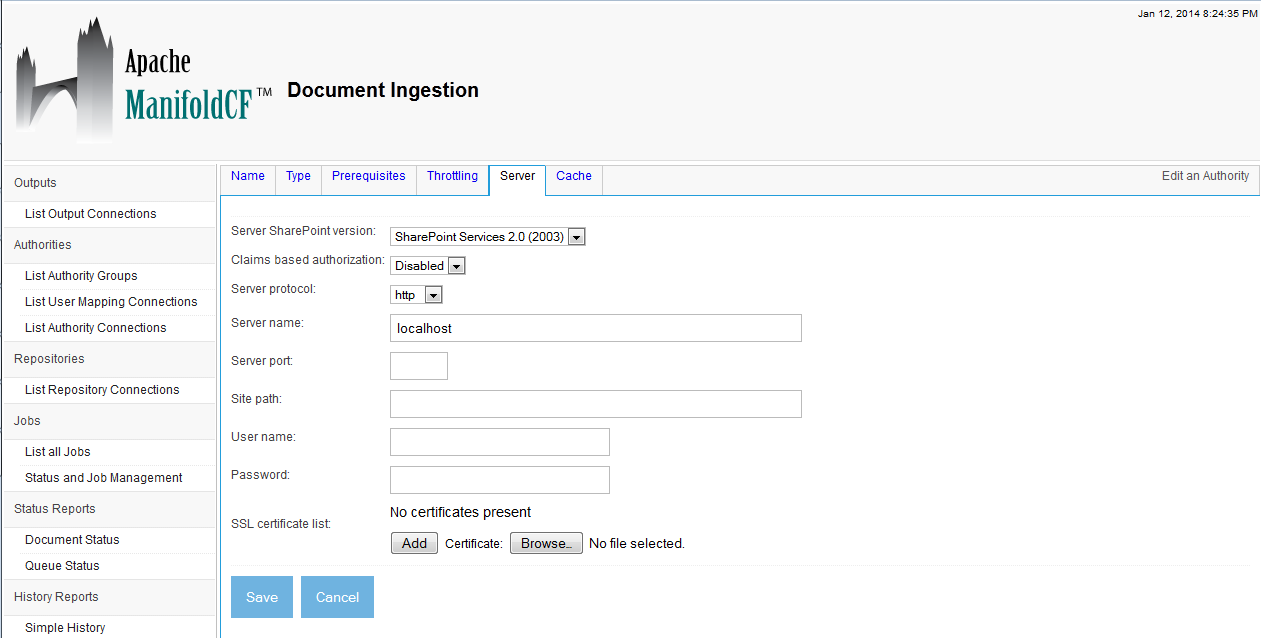 Jan 12, 2014 8:24:35 PM
Apache
ManifoldCF™
Document Ingestion
Outputs
List Output Connections
Authorities
List Authority Groups
List User Mapping Connections
List Authority Connections
Repositories
List Repository Connections
Jobs
List all Jobs
Status and Job Management
Status Reports
Document Status
Queue Status
History Reports
Simple History
Name Type Prerequisites Throttling Server Cache Edit an Authority
Server SharePoint version: SharePoint Services 2.0 (2003)
Claims based authorization: Disabled
Server protocol: http
Server name: localhost
Server port:
Site path:
User name:
Password:
SSL certificate list: No certificates present
Add Certificate: Browse... No file selected.
Save Cancel